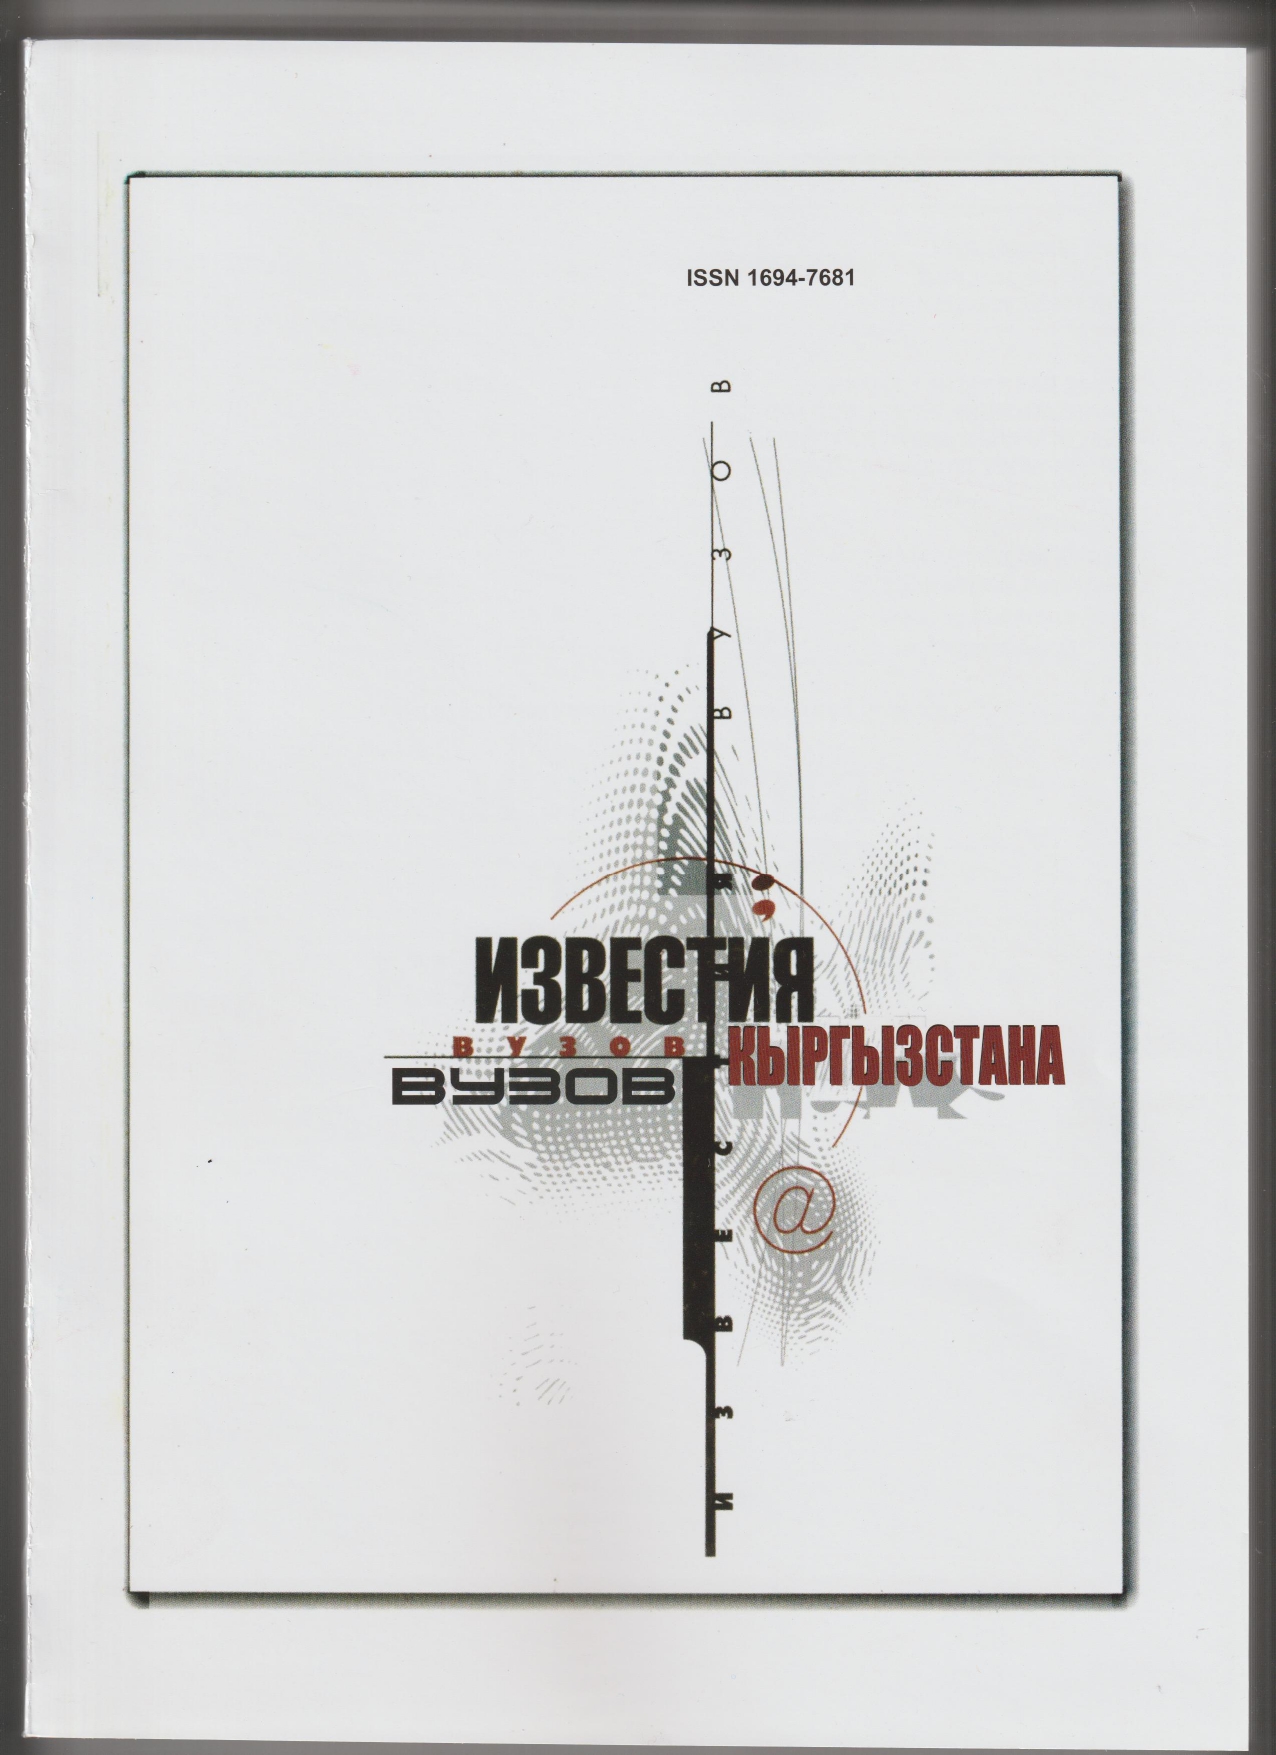 ISSN 1694-7681
ИЗВЕСТИЯ ВУЗОВ
;
ИЗВЕСТИЯ
КЫРГЫЗСТАНА
ВУЗОВ
ВУЗОВ
@